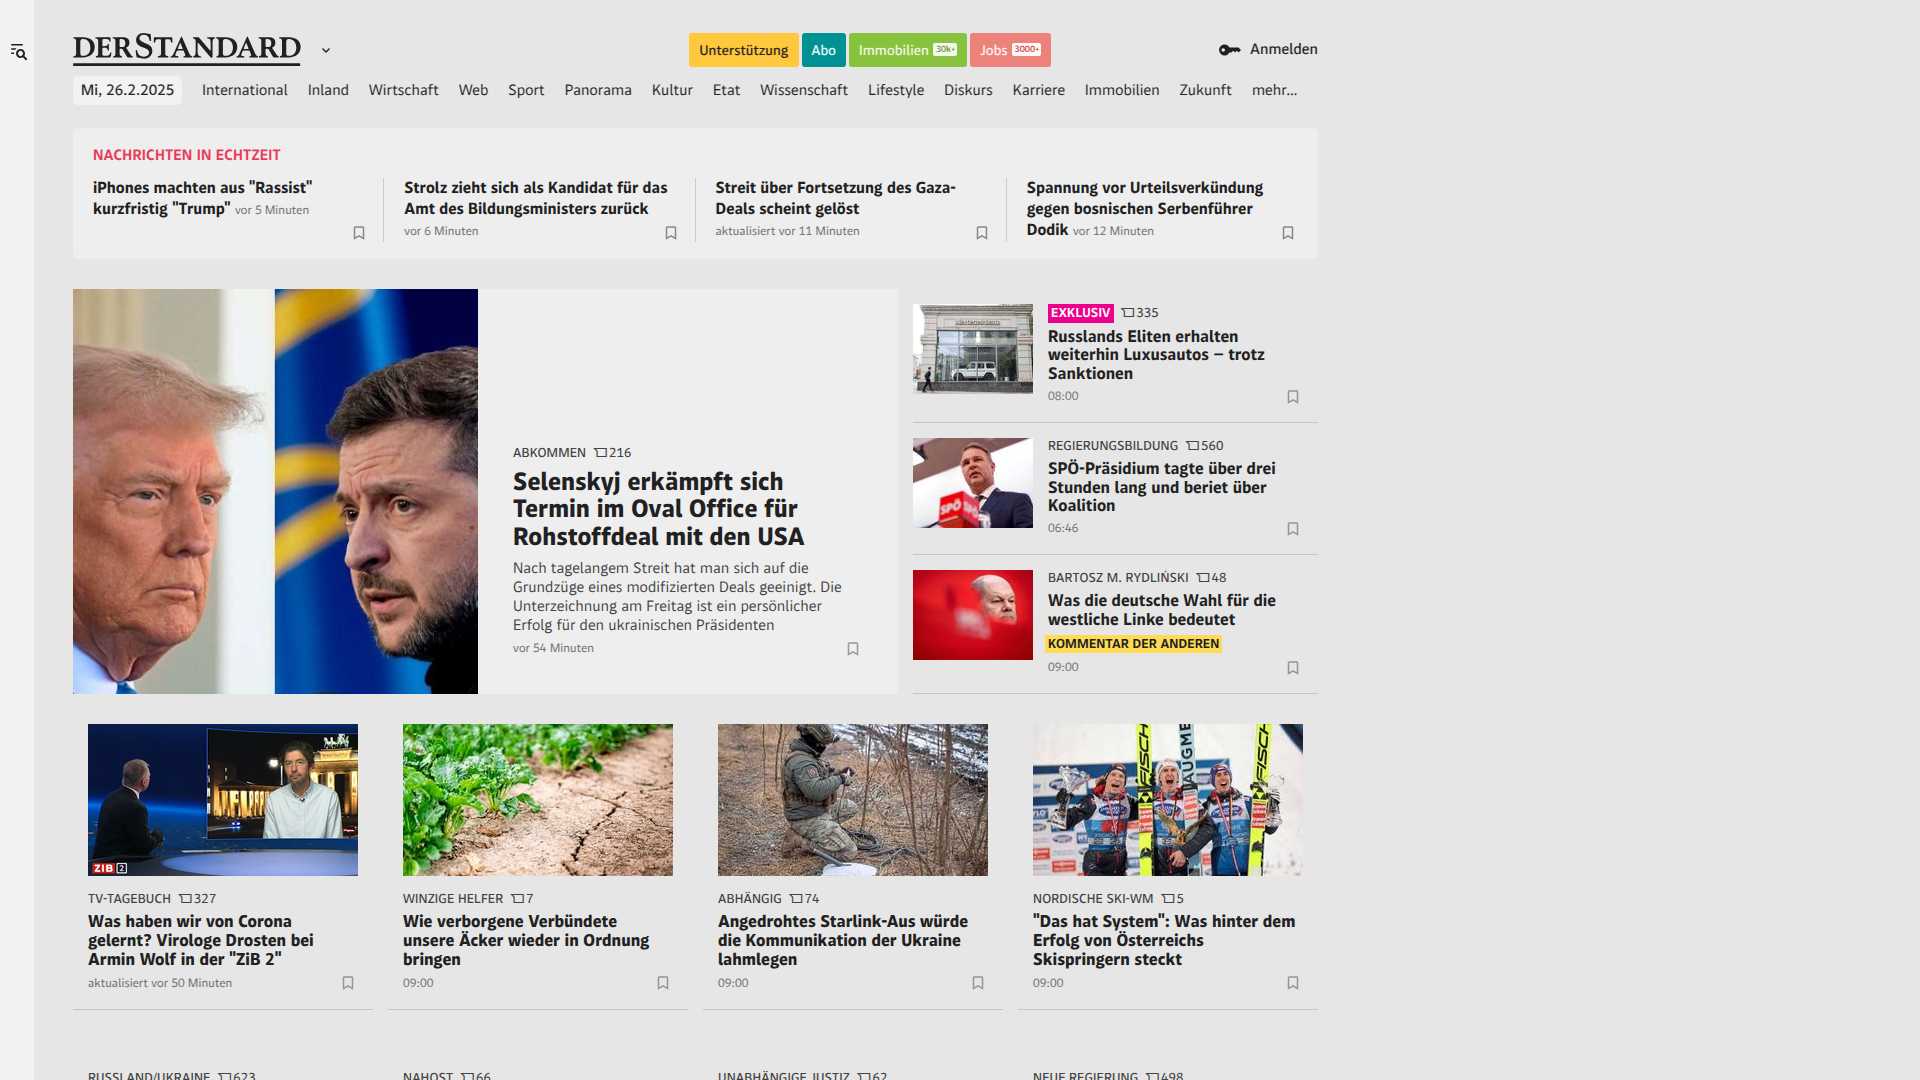 DERSTANDARD
Unterstützung
Abo
Immobilien 30k+
Jobs 3000+
Anmelden
Mi, 26.2.2025 International Inland Wirtschaft Web Sport Panorama Kultur Etat Wissenschaft Lifestyle Diskurs Karriere Immobilien Zukunft mehr...
NACHRICHTEN IN ECHTZEIT
iPhones machten aus "Rassist"
kurzfristig "Trump" vor 5 Minuten
Strolz zieht sich als Kandidat für das
Amt des Bildungsministers zurück
vor 6 Minuten
Streit über Fortsetzung des Gaza-
Deals scheint gelöst
aktualisiert vor 11 Minuten
Spannung vor Urteilsverkündung
gegen bosnischen Serbenführer
Dodik vor 12 Minuten
ABKOMMEN 216
Selenskyj erkämpft sich
Termin im Oval Office für
Rohstoffdeal mit den USA
Nach tagelangem Streit hat man sich auf die
Grundzüge eines modifizierten Deals geeinigt. Die
Unterzeichnung am Freitag ist ein persönlicher
Erfolg für den ukrainischen Präsidenten
vor 54 Minuten
EXKLUSIV 335
Russlands Eliten erhalten
weiterhin Luxusautos – trotz
Sanktionen
08:00
SPÖ
REGIERUNGSBILDUNG 560
SPÖ-Präsidium tagte über drei
Stunden lang und beriet über
Koalition
06:46
BARTOSZ M. RYDLIŃSKI 48
Was die deutsche Wahl für die
westliche Linke bedeutet
KOMMENTAR DER ANDEREN
09:00
ZIB 2
TV-TAGEBUCH 327
Was haben wir von Corona
gelernt? Virologe Drosten bei
Armin Wolf in der "ZiB 2"
aktualisiert vor 50 Minuten
WINZIGE HELFER 7
Wie verborgene Verbündete
unsere Äcker wieder in Ordnung
bringen
09:00
ABHÄNGIG 74
Angedrohtes Starlink-Aus würde
die Kommunikation der Ukraine
lahmlegen
09:00
FISCHER
AUGME
FISCH
NORDISCHE SKI-WM 5
"Das hat System": Was hinter dem
Erfolg von Österreichs
Skispringern steckt
09:00
RUSSLAND/UKRAINE 623
NAHOST 66
UNABHÄNGIGE JUSTIZ 62
NEUE REGIERUNG 498